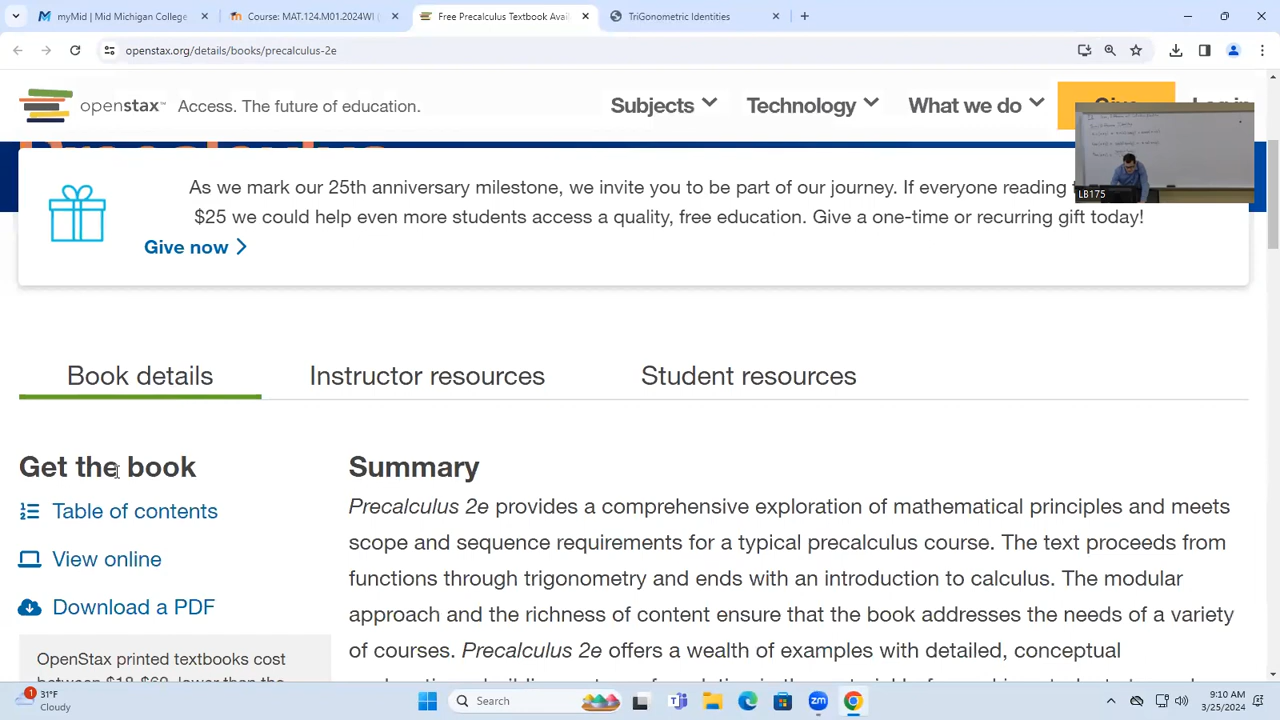 myMid | Mid Michigan College
Course: MAT.124.M01.2024WI (
Free Precalculus Textbook Avai
TriGonometric Identities
openstax.org/details/books/precalculus-2e
openstax™ Access. The future of education.
Subjects
Technology
What we do
Give
Log in
Precalculus
As we mark our 25th anniversary milestone, we invite you to be part of our journey. If everyone reading
$25 we could help even more students access a quality, free education. Give a one-time or recurring gift today!
Give now
LB175
Book details
Instructor resources
Student resources
Get the book
Table of contents
View online
Download a PDF
OpenStax printed textbooks cost
Summary
Precalculus 2e provides a comprehensive exploration of mathematical principles and meets
scope and sequence requirements for a typical precalculus course. The text proceeds from
functions through trigonometry and ends with an introduction to calculus. The modular
approach and the richness of content ensure that the book addresses the needs of a variety
of courses. Precalculus 2e offers a wealth of examples with detailed, conceptual
1
31°F
Cloudy
Search
zm
9:10 AM
3/25/2024